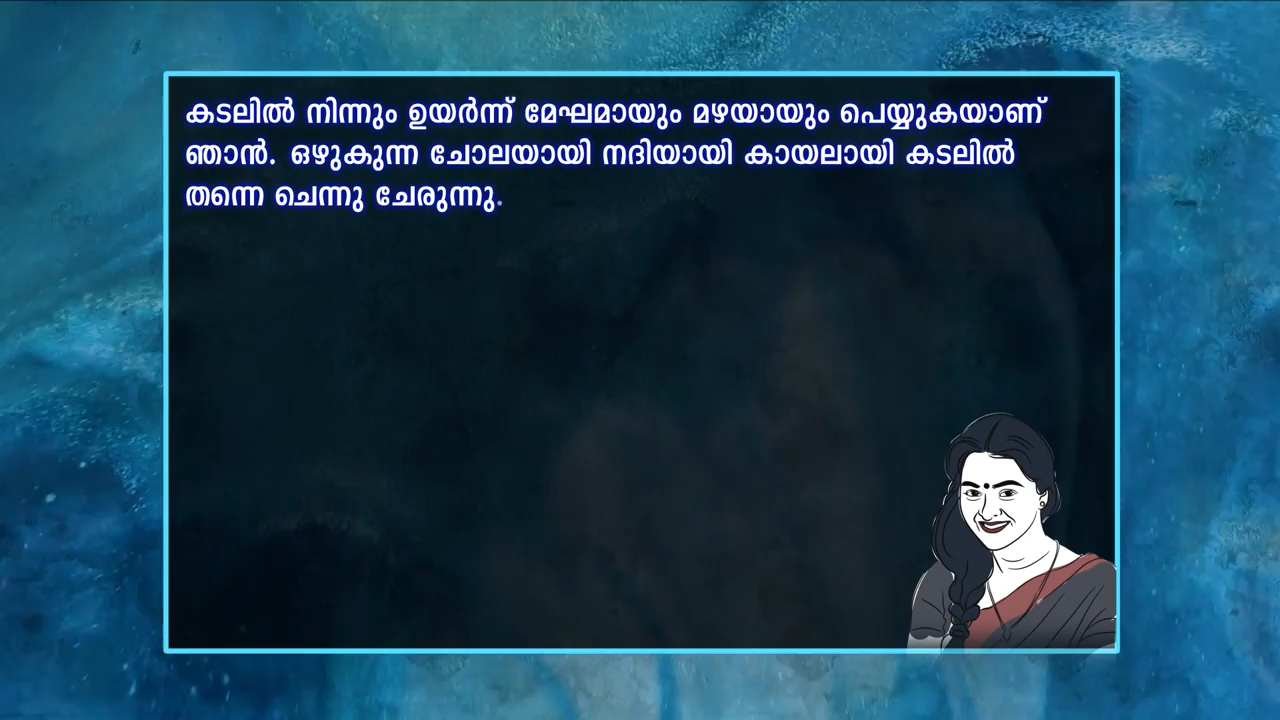 കടലിൽ നിന്നും ഉയർന്ന് മേഘമായും മഴയായും പെയ്യുകയാണ്
ഞാൻ. ഒഴുകുന്ന ചോലയായി നദിയായി കായലായി കടലിൽ
തന്നെ ചെന്നു ചേരുന്നു.